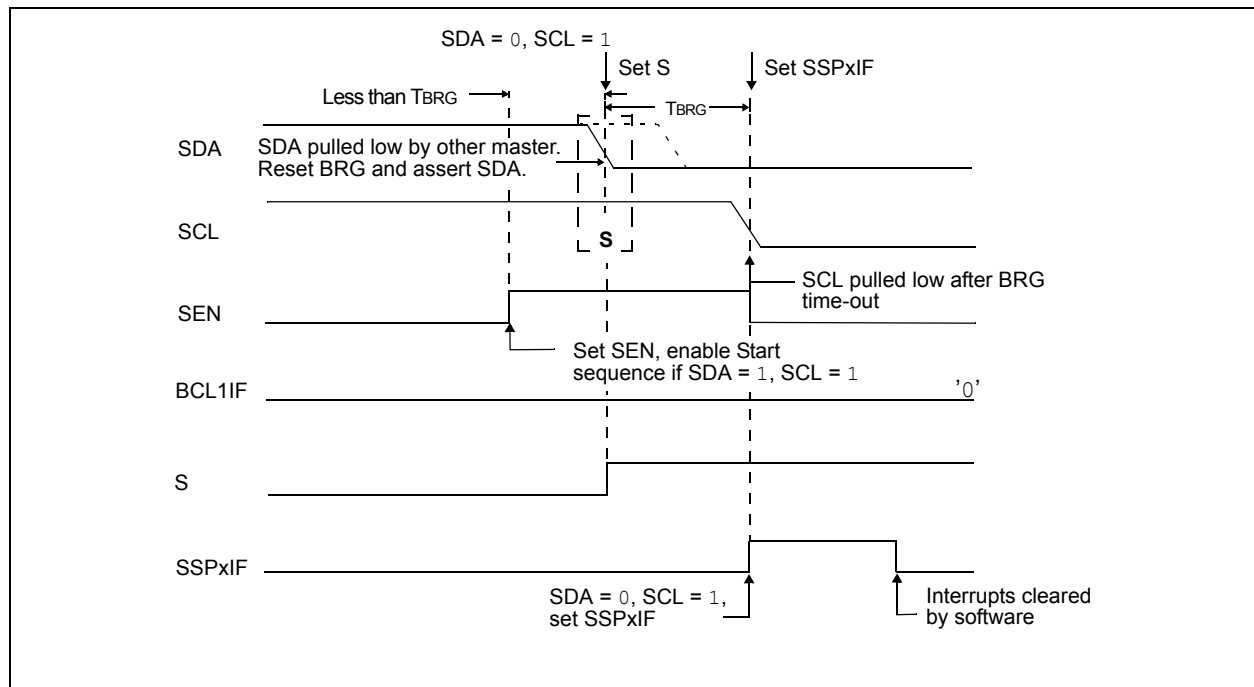 SDA = 0, SCL = 1
Set S
Set SSPxIF
Less than TBRG
TBRG
SDA
SDA pulled low by other master.
Reset BRG and assert SDA.
SCL
S
SCL pulled low after BRG
time-out
SEN
Set SEN, enable Start
sequence if SDA = 1, SCL = 1
BCL1IF
'0'
S
SSPxIF
SDA = 0, SCL = 1,
set SSPxIF
Interrupts cleared
by software